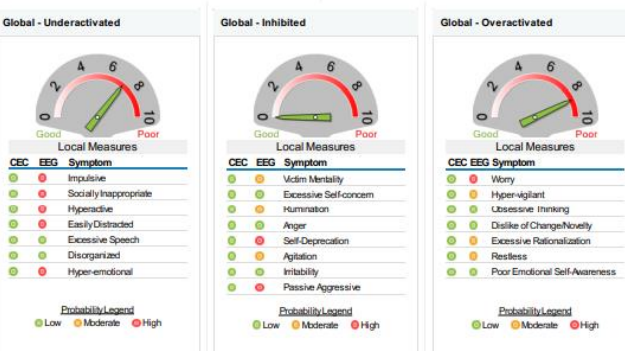 Global - Underactivated
0 2 4 6 8 10
Good Poor
Local Measures
CEC EEG Symptom
Impulsive
Socially Inappropriate
Hyperactive
Easily Distracted
Excessive Speech
Disorganized
Hyper-emotional
Probability Legend
Low Moderate High
Global - Inhibited
0 2 4 6 8 10
Good Poor
Local Measures
CEC EEG Symptom
Victim Mentality
Excessive Self-concern
Rumination
Anger
Self-Deprecation
Agitation
Irritability
Passive Aggressive
Probability Legend
Low Moderate High
Global - Overactivated
0 2 4 6 8 10
Good Poor
Local Measures
CEC EEG Symptom
Worry
Hyper-vigilant
Obsessive Thinking
Dislike of Change/Novelty
Excessive Rationalization
Restless
Poor Emotional Self-Awareness
Probability Legend
Low Moderate High